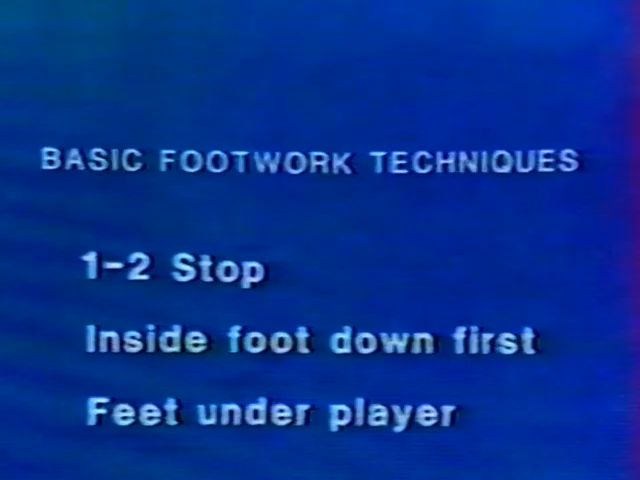 BASIC FOOTWORK TECHNIQUES
1-2 Stop
Inside foot down first
Feet under player